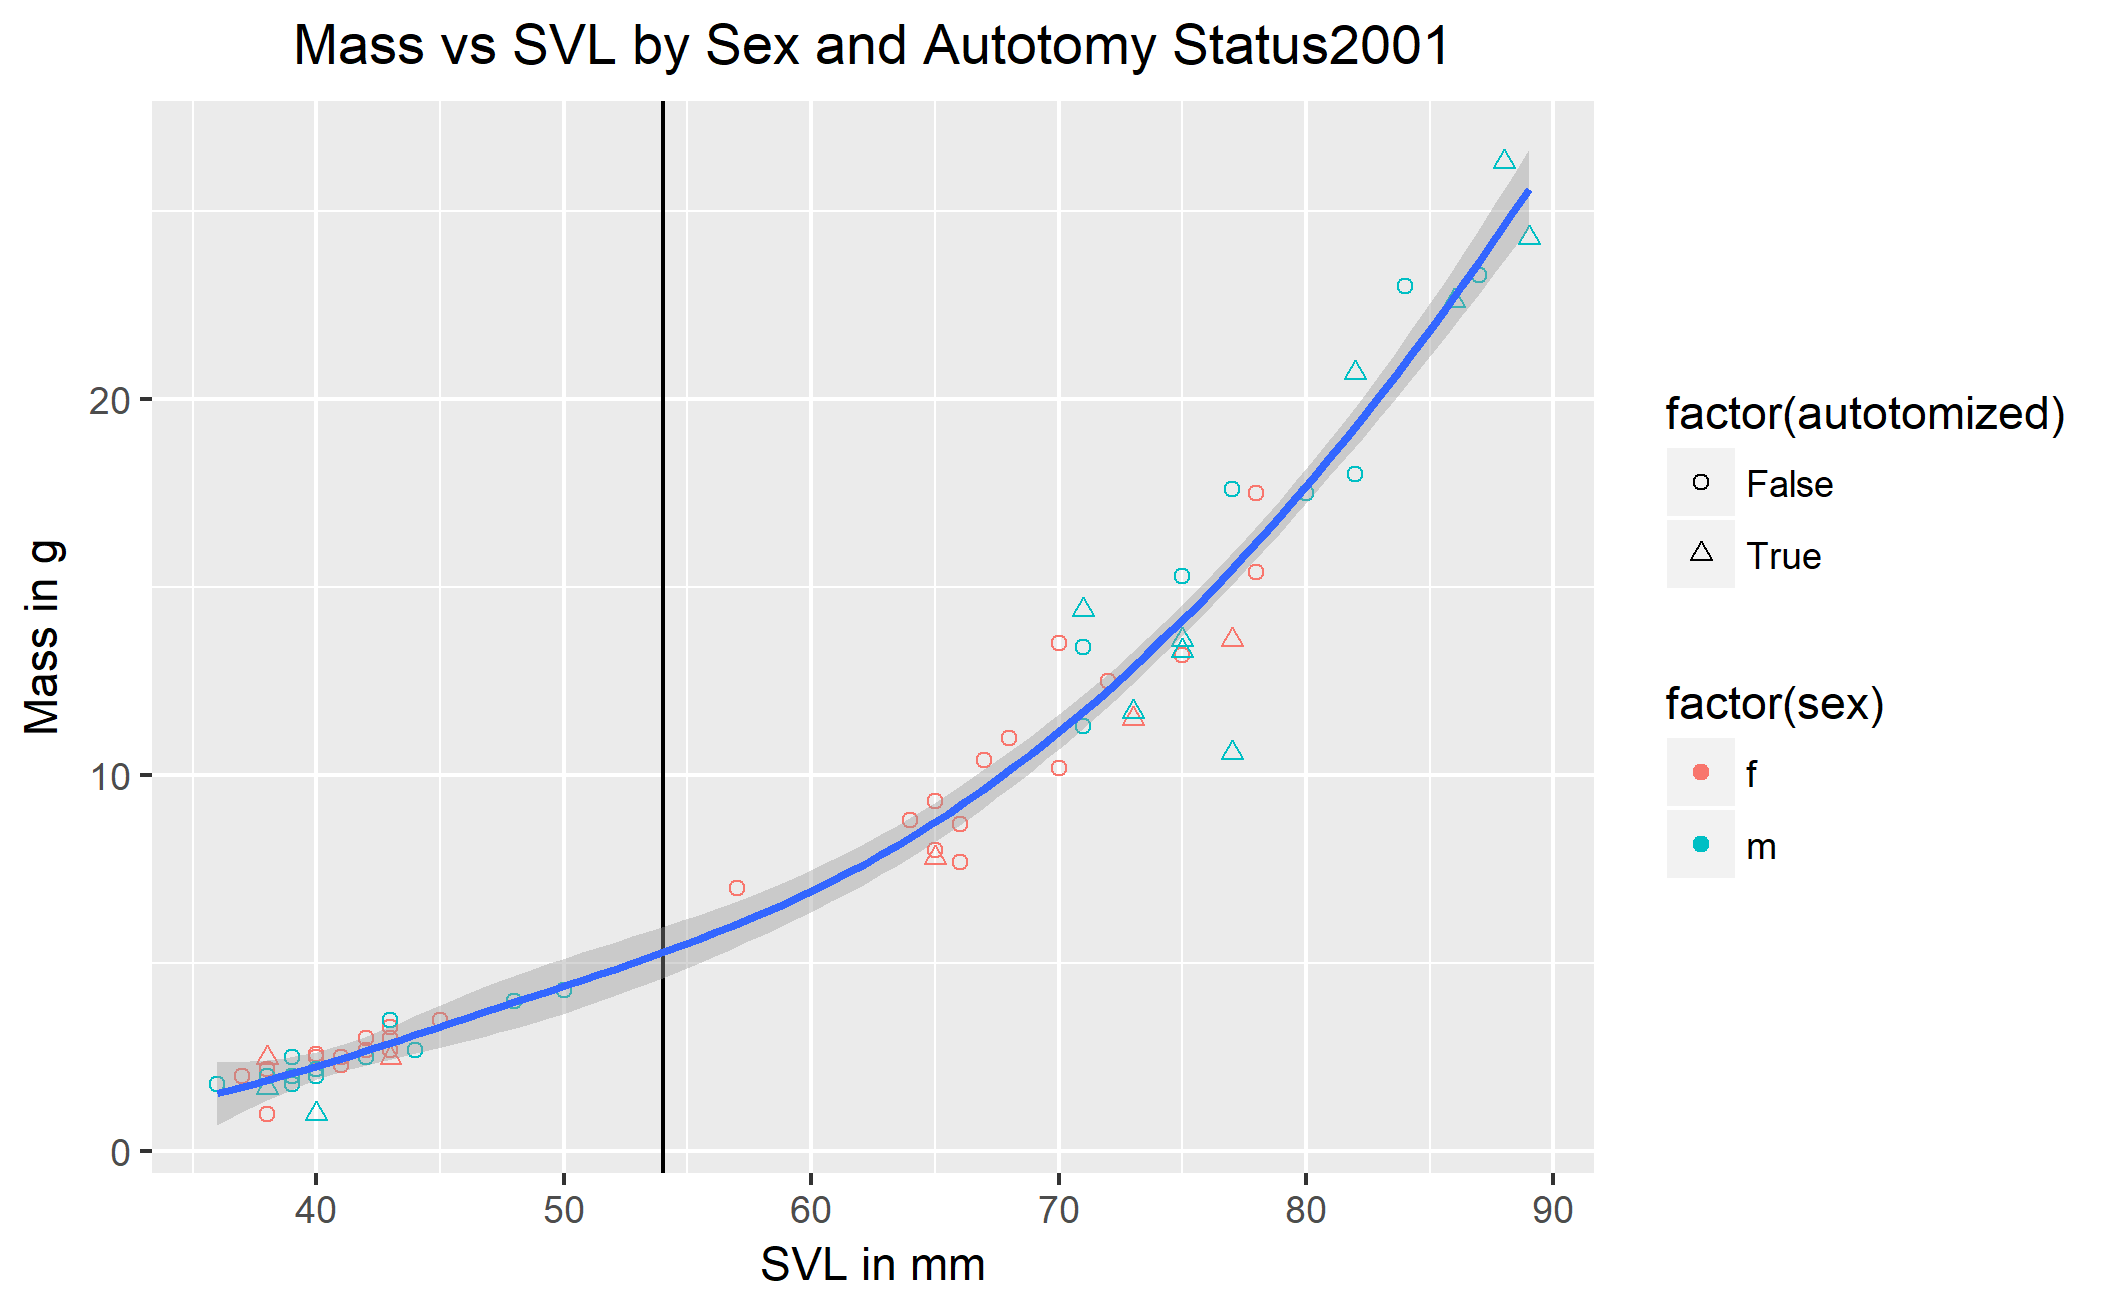 Mass vs SVL by Sex and Autotomy Status2001
Mass in g
20
10
0
40 50 60 70 80 90
SVL in mm
factor(autotomized)
False
True
factor(sex)
f
m